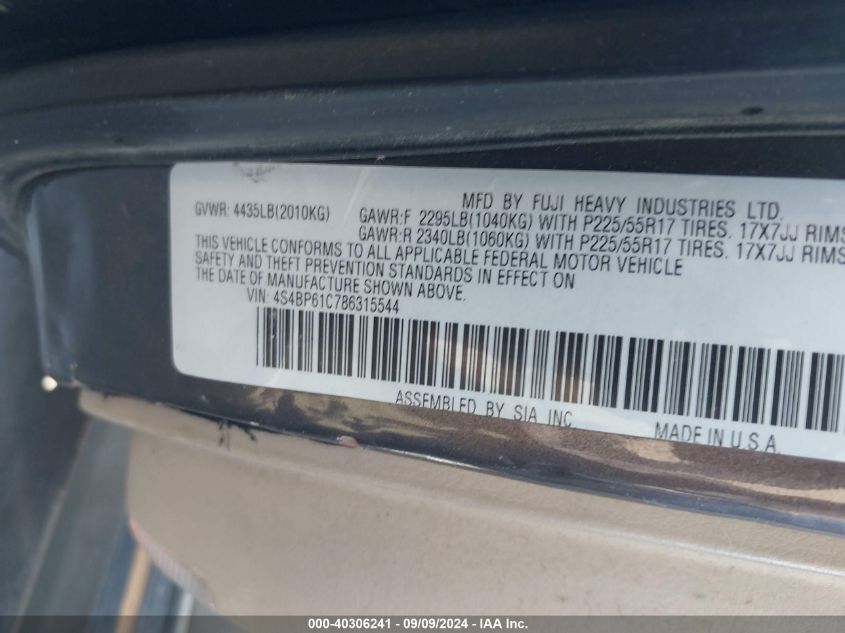 MFD BY FUJI HEAVY INDUSTRIES LTD.
GVWR: 4435LB(2010KG)
GAWR:F 2295LB(1040KG) WITH P225/55R17 TIRES. 17X7JJ RIMS
GAWR:R 2340LB(1060KG) WITH P225/55R17 TIRES. 17X7JJ RIMS
THIS VEHICLE CONFORMS TO ALL APPLICABLE FEDERAL MOTOR VEHICLE
SAFETY AND THEFT PREVENTION STANDARDS IN EFFECT ON
THE DATE OF MANUFACTURE SHOWN ABOVE.
VIN: 4S4BP61C786315544
ASSEMBLED BY SIA INC
MADE IN U.S.A
000-40306241 - 09/09/2024 - IAA Inc.